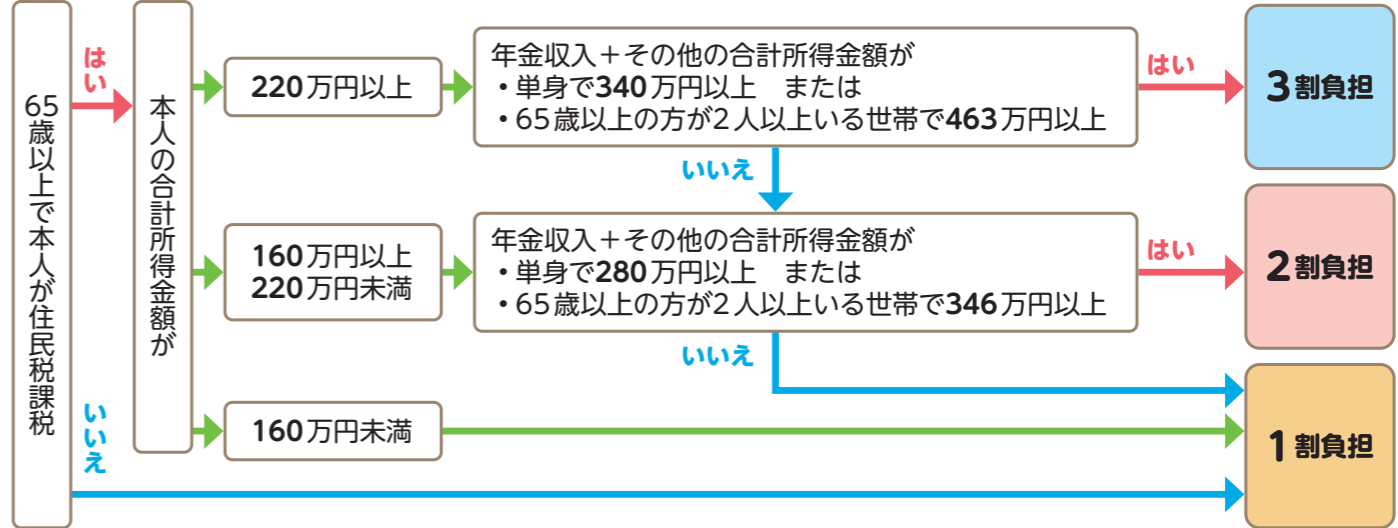 65歳以上で本人が住民税課税
はい
いいえ
本人の合計所得金額が
220万円以上
年金収入+その他の合計所得金額が
・単身で340万円以上　または
・65歳以上の方が2人以上いる世帯で463万円以上
はい
3割負担
いいえ
160万円以上
220万円未満
年金収入+その他の合計所得金額が
・単身で280万円以上　または
・65歳以上の方が2人以上いる世帯で346万円以上
はい
2割負担
いいえ
160万円未満
1割負担